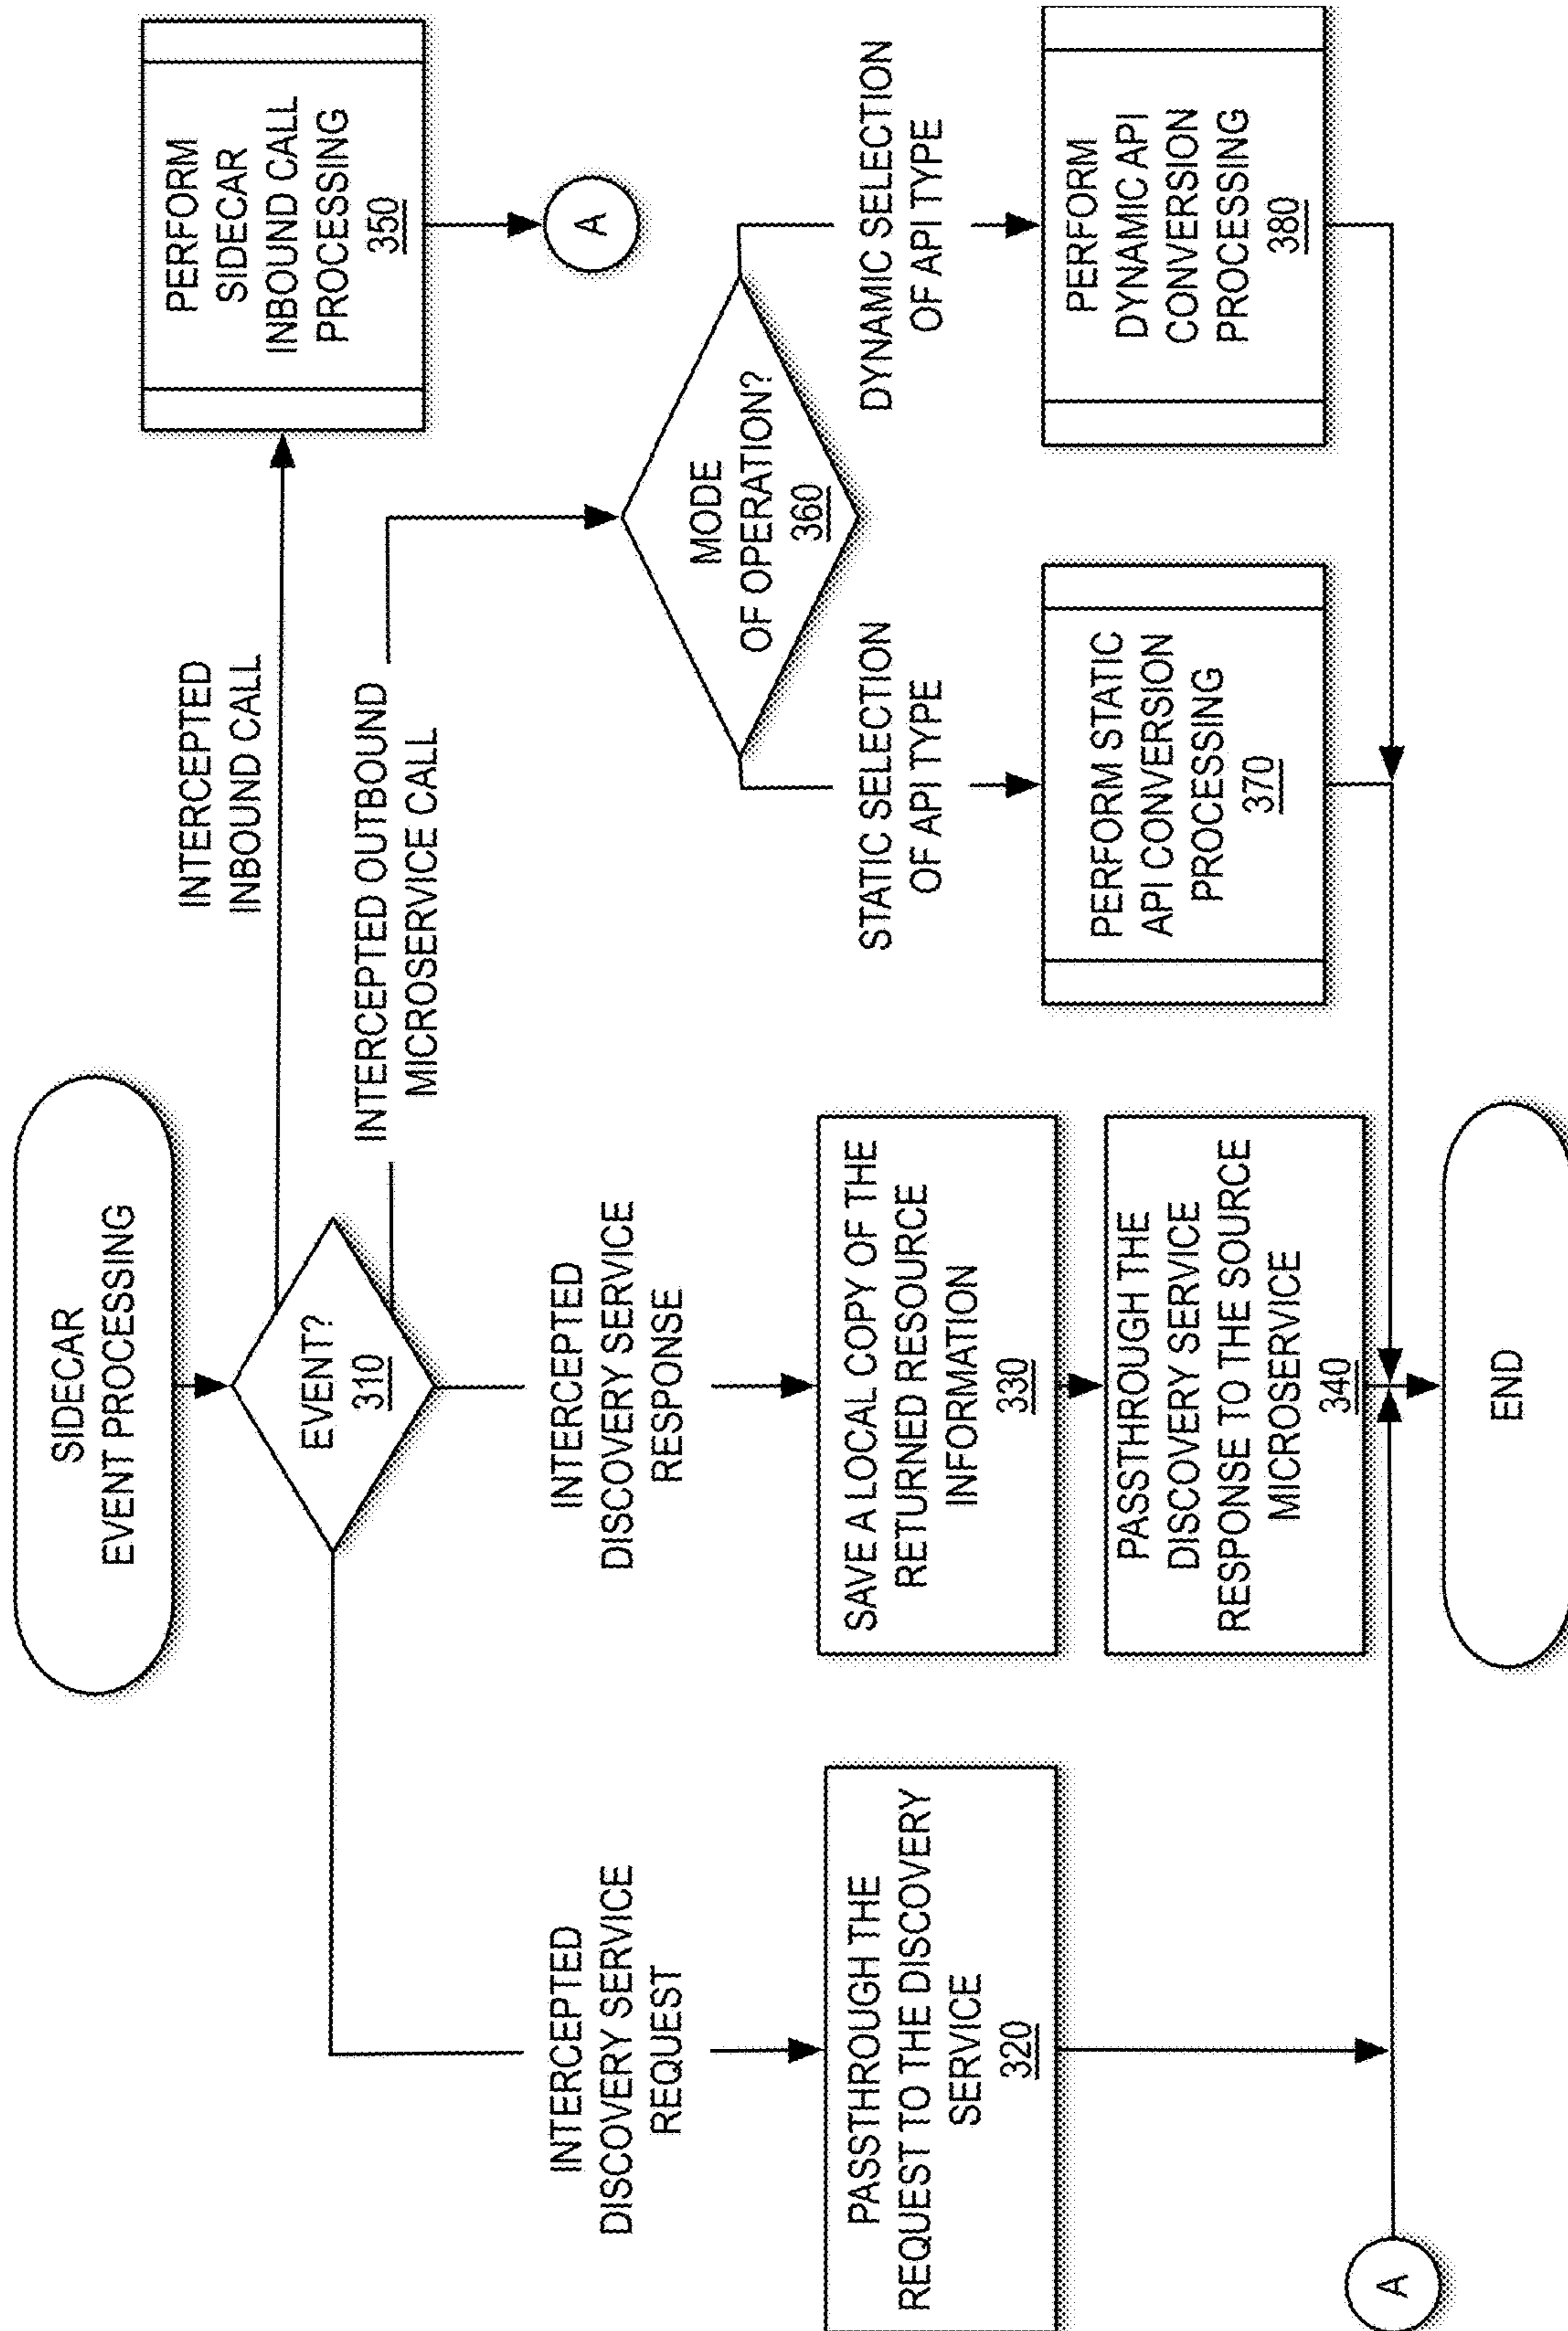 SIDECAR
EVENT PROCESSING
EVENT?
310
INTERCEPTED
DISCOVERY SERVICE
REQUEST
PASSTHROUGH THE
REQUEST TO THE DISCOVERY
SERVICE
320
INTERCEPTED
DISCOVERY SERVICE
RESPONSE
SAVE A LOCAL COPY OF THE
RETURNED RESOURCE
INFORMATION
330
PASSTHROUGH THE
DISCOVERY SERVICE
RESPONSE TO THE SOURCE
MICROSERVICE
340
INTERCEPTED
INBOUND CALL
PERFORM
SIDECAR
INBOUND CALL
PROCESSING
350
A
INTERCEPTED OUTBOUND
MICROSERVICE CALL
MODE
OF OPERATION?
360
STATIC SELECTION
OF API TYPE
PERFORM STATIC
API CONVERSION
PROCESSING
370
DYNAMIC SELECTION
OF API TYPE
PERFORM
DYNAMIC API
CONVERSION
PROCESSING
380
A
END